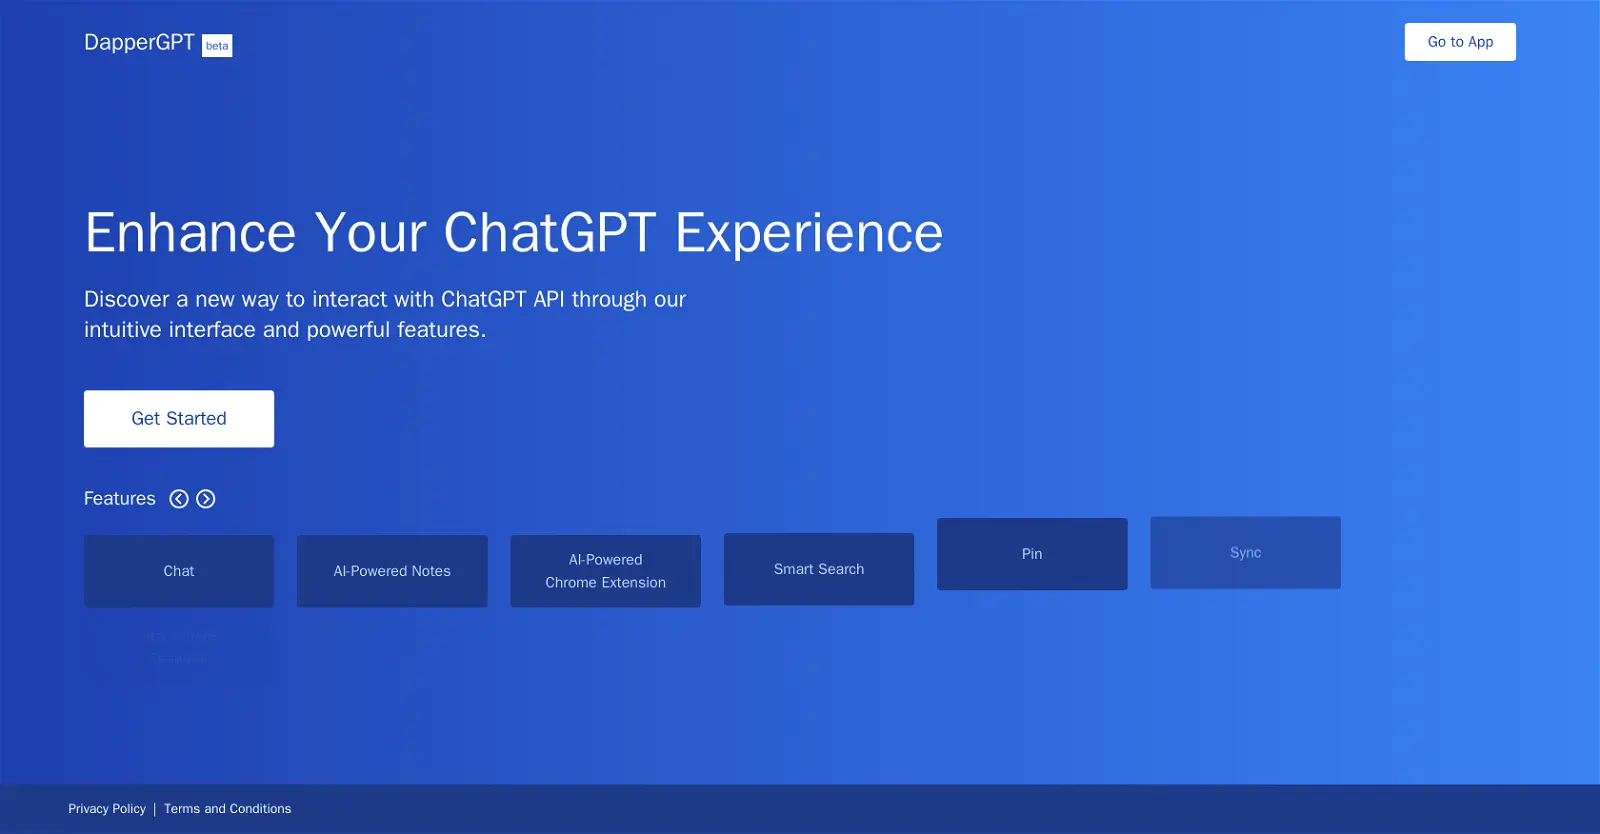 DapperGPT beta
Go to App
Enhance Your ChatGPT Experience
Discover a new way to interact with ChatGPT API through our
intuitive interface and powerful features.
Get Started
Features
Chat
AI-Powered Notes
AI-Powered
Chrome Extension
Smart Search
Pin
Sync
Privacy Policy | Terms and Conditions